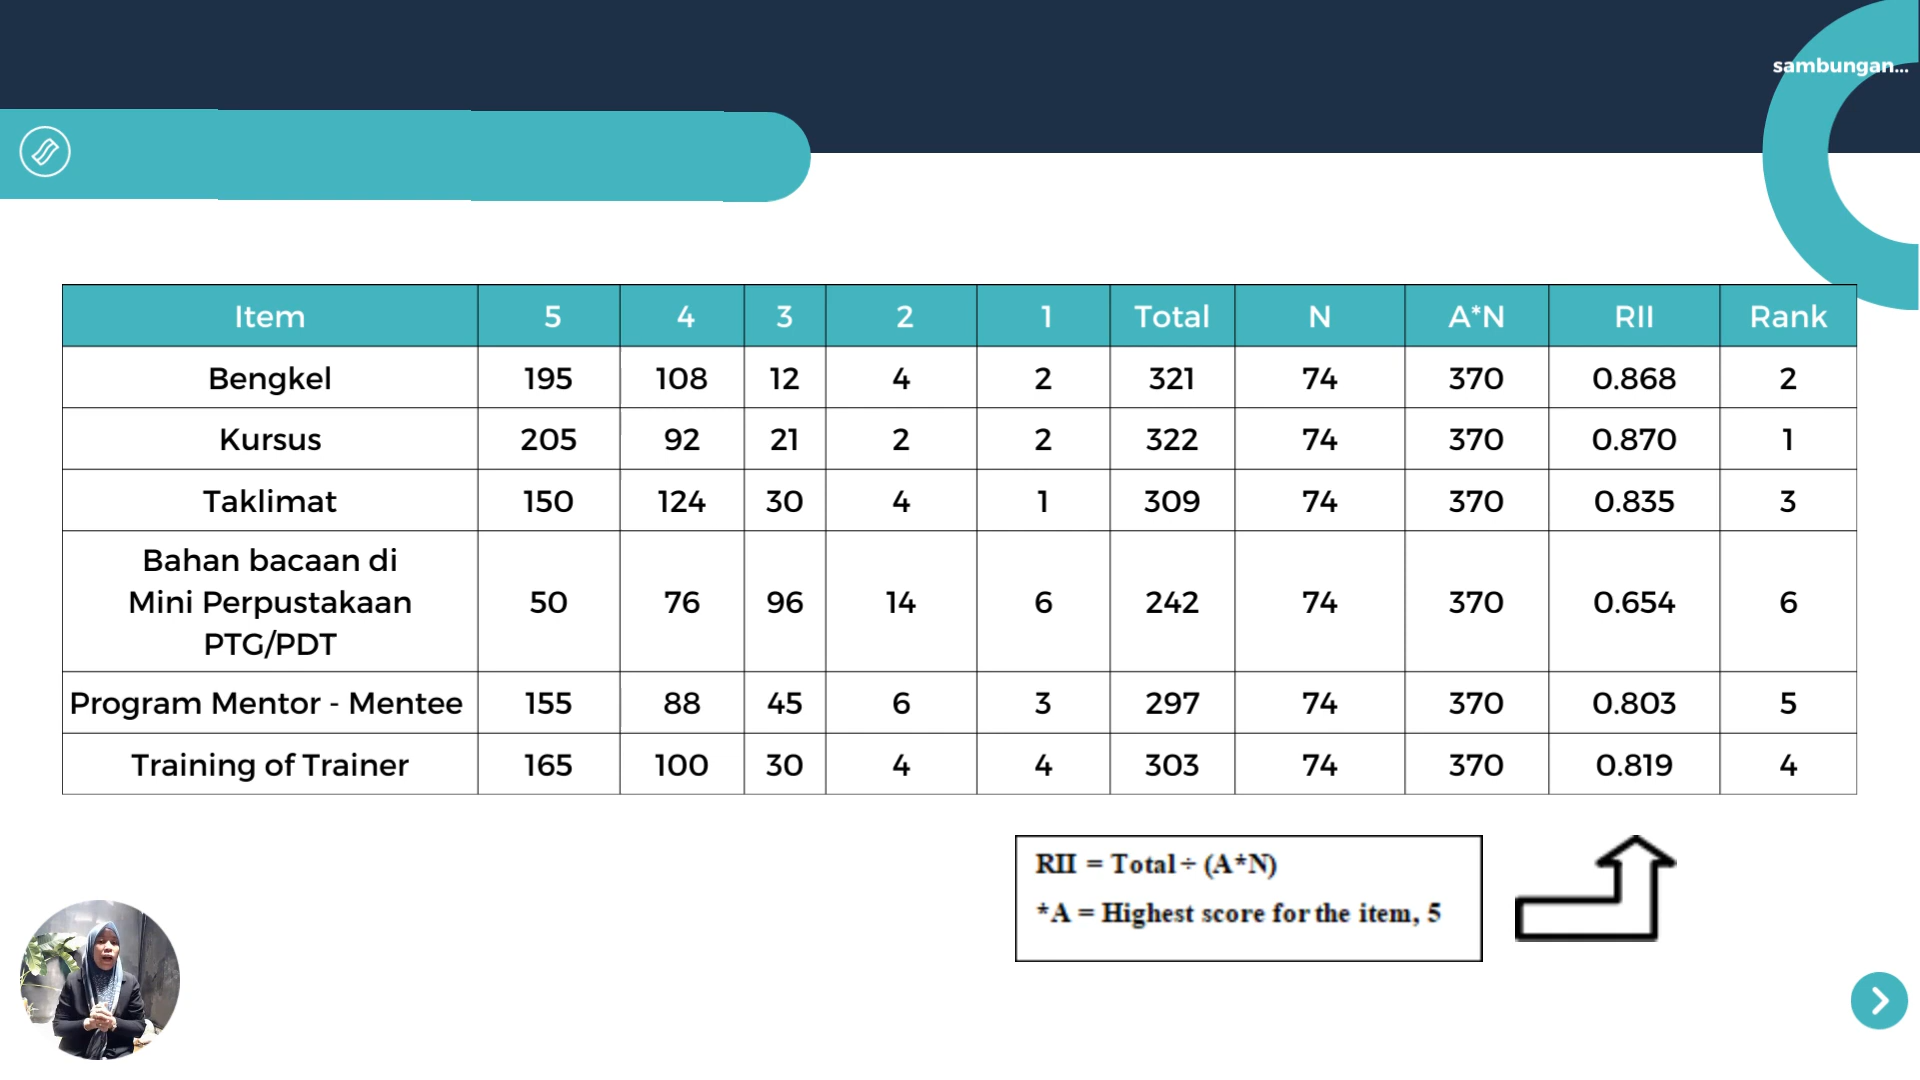 sambungan...
Item 5 4 3 2 1 Total N A*N RII Rank
Bengkel 195 108 12 4 2 321 74 370 0.868 2
Kursus 205 92 21 2 2 322 74 370 0.870 1
Taklimat 150 124 30 4 1 309 74 370 0.835 3
Bahan bacaan di
Mini Perpustakaan 50 76 96 14 6 242 74 370 0.654 6
PTG/PDT
Program Mentor - Mentee 155 88 45 6 3 297 74 370 0.803 5
Training of Trainer 165 100 30 4 4 303 74 370 0.819 4
RII = Total ÷ (A*N)
*A = Highest score for the item, 5